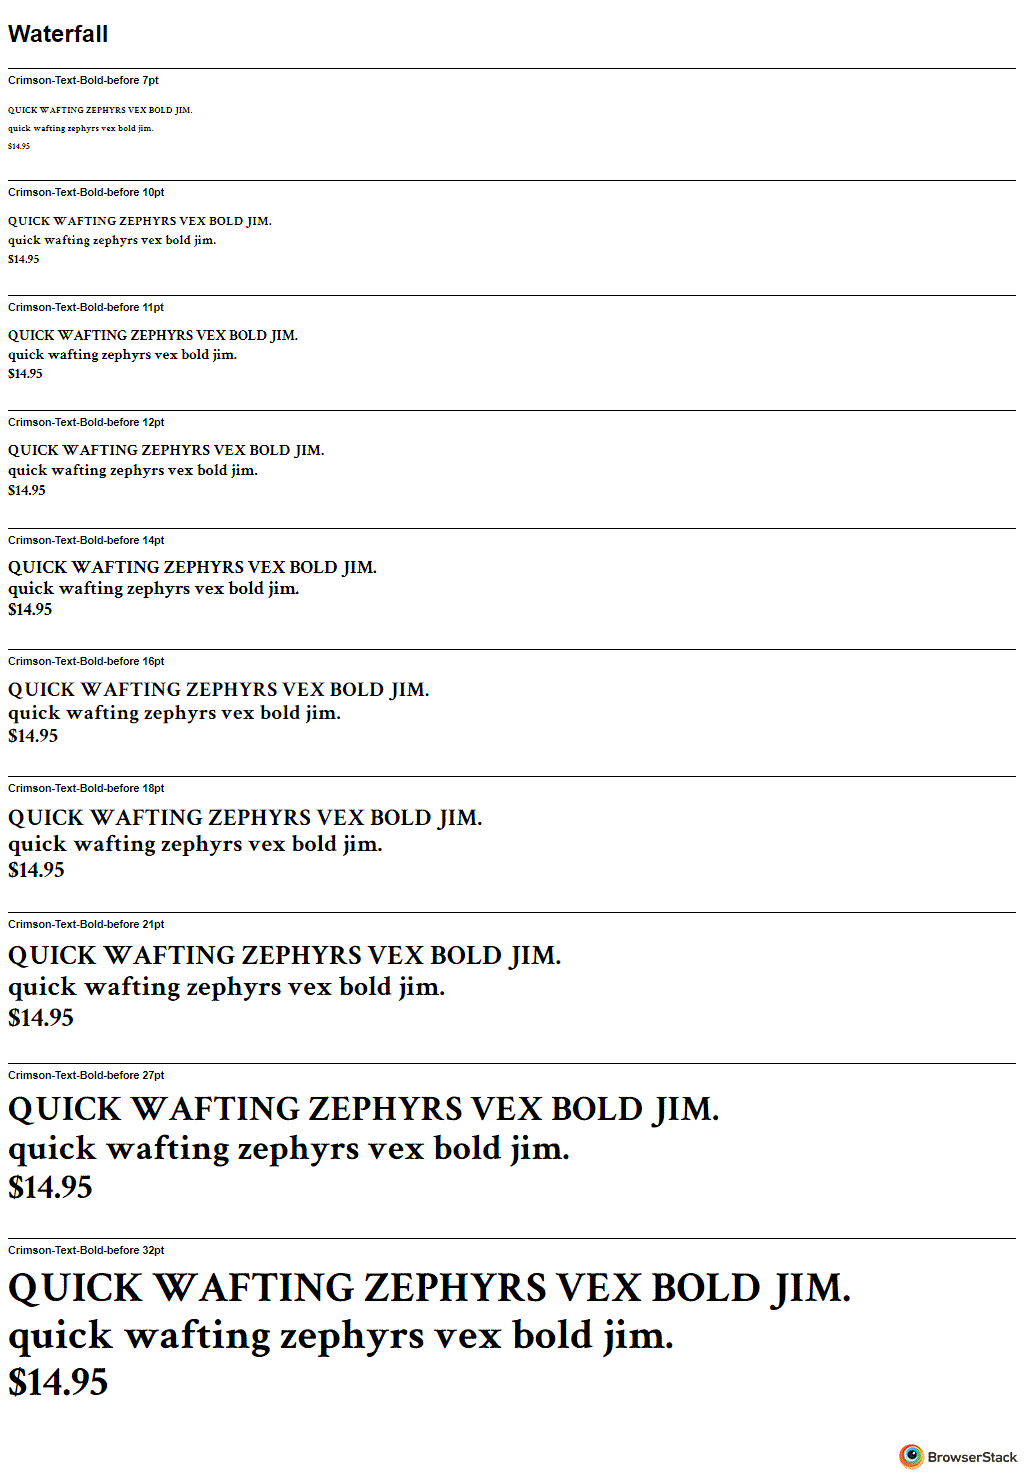 Waterfall
Crimson-Text-Bold-before 7pt
QUICK WAFTING ZEPHYRS VEX BOLD JIM.
quick wafting zephyrs vex bold jim.
$14.95
Crimson-Text-Bold-before 10pt
QUICK WAFTING ZEPHYRS VEX BOLD JIM.
quick wafting zephyrs vex bold jim.
$14.95
Crimson-Text-Bold-before 11pt
QUICK WAFTING ZEPHYRS VEX BOLD JIM.
quick wafting zephyrs vex bold jim.
$14.95
Crimson-Text-Bold-before 12pt
QUICK WAFTING ZEPHYRS VEX BOLD JIM.
quick wafting zephyrs vex bold jim.
$14.95
Crimson-Text-Bold-before 14pt
QUICK WAFTING ZEPHYRS VEX BOLD JIM.
quick wafting zephyrs vex bold jim.
$14.95
Crimson-Text-Bold-before 16pt
QUICK WAFTING ZEPHYRS VEX BOLD JIM.
quick wafting zephyrs vex bold jim.
$14.95
Crimson-Text-Bold-before 18pt
QUICK WAFTING ZEPHYRS VEX BOLD JIM.
quick wafting zephyrs vex bold jim.
$14.95
Crimson-Text-Bold-before 21pt
QUICK WAFTING ZEPHYRS VEX BOLD JIM.
quick wafting zephyrs vex bold jim.
$14.95
Crimson-Text-Bold-before 27pt
QUICK WAFTING ZEPHYRS VEX BOLD JIM.
quick wafting zephyrs vex bold jim.
$14.95
Crimson-Text-Bold-before 32pt
QUICK WAFTING ZEPHYRS VEX BOLD JIM.
quick wafting zephyrs vex bold jim.
$14.95
BrowserStack